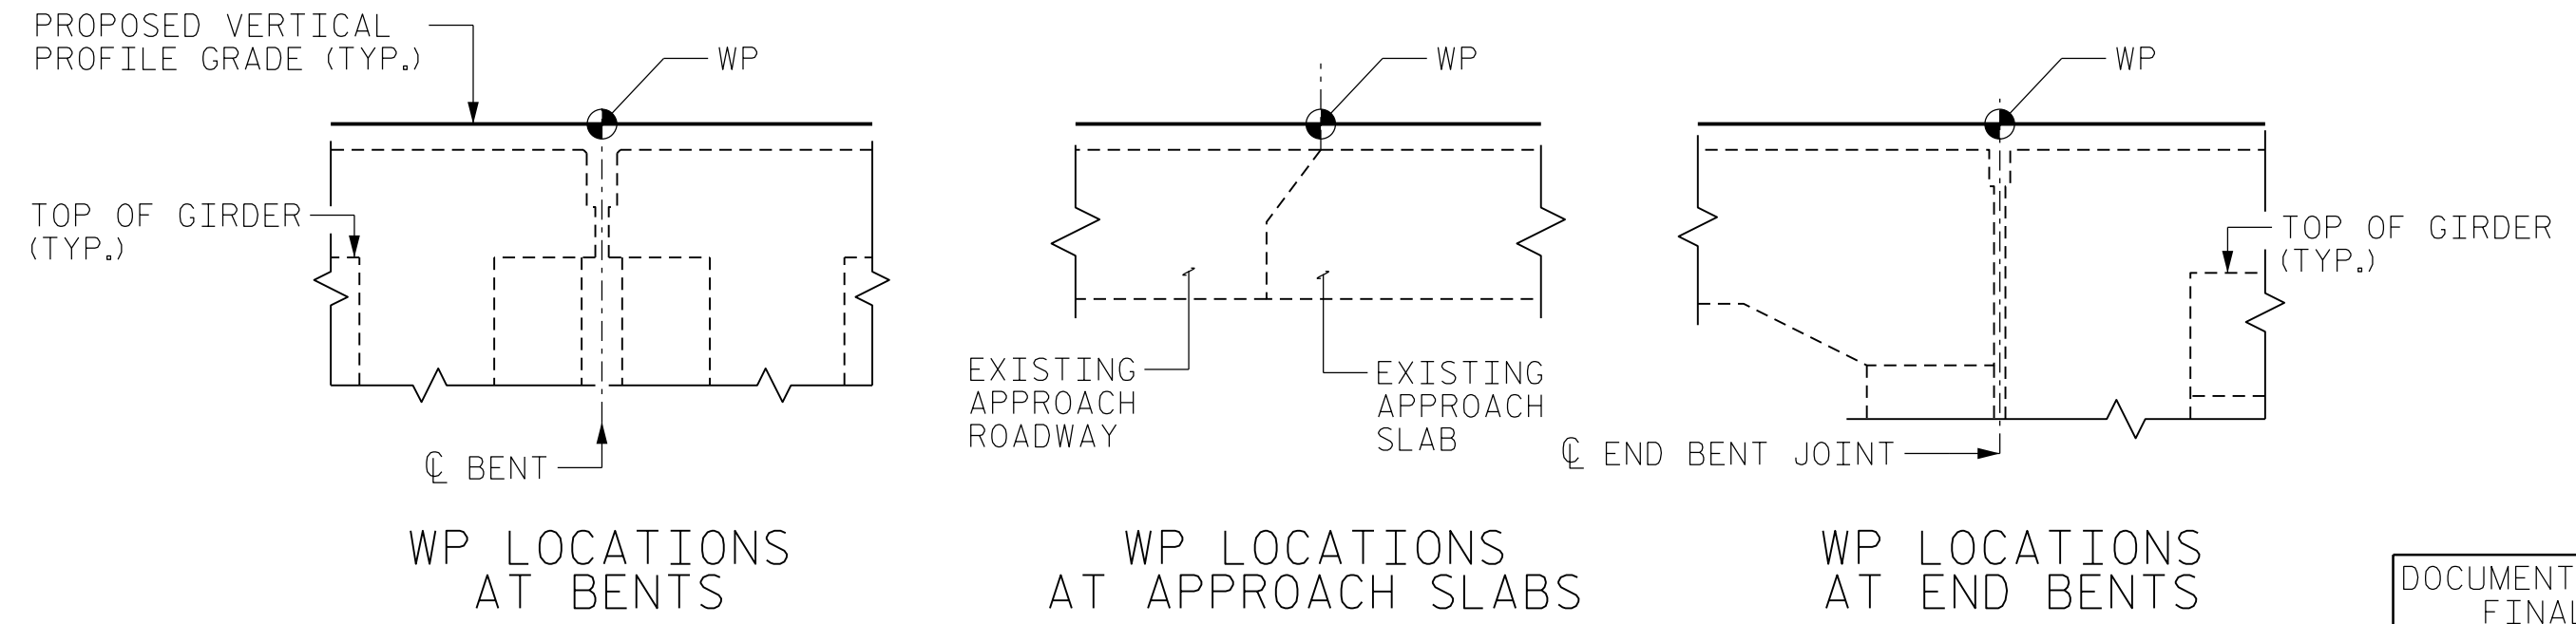 PROPOSED VERTICAL
PROFILE GRADE (TYP.)
WP
TOP OF GIRDER
(TYP.)
℄ BENT
WP LOCATIONS
AT BENTS
WP
EXISTING
APPROACH
ROADWAY
EXISTING
APPROACH
SLAB
WP LOCATIONS
AT APPROACH SLABS
WP
TOP OF GIRDER
(TYP.)
℄ END BENT JOINT
WP LOCATIONS
AT END BENTS
DOCUMENT
FINAL